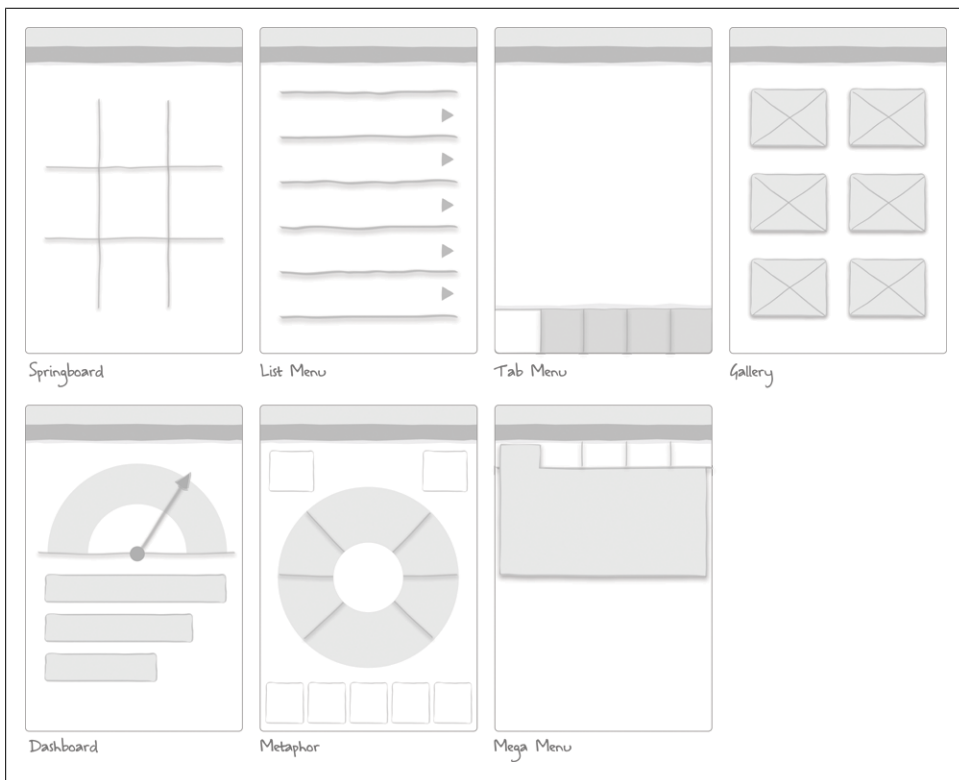 Springboard
List Menu
Tab Menu
Gallery
Dashboard
Metaphor
Mega Menu